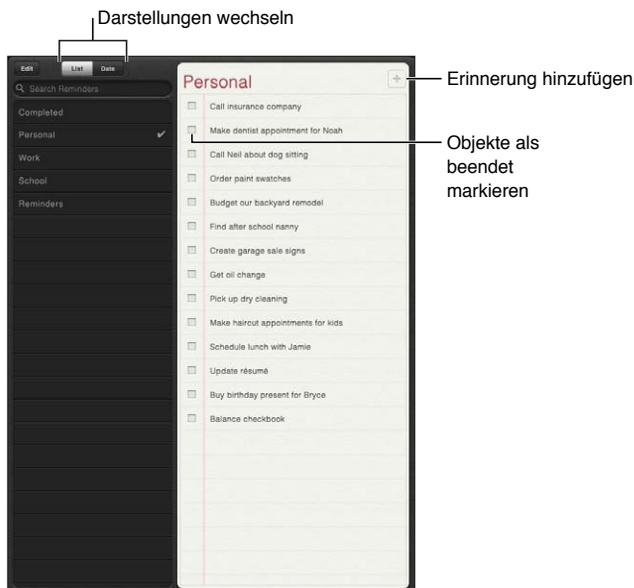 Darstellungen wechseln
Edit List Date
Search Reminders
Completed
Personal ✔
Work
School
Reminders
Personal
+
Erinnerung hinzufügen
Call insurance company
Make dentist appointment for Noah
Call Neil about dog sitting
Order paint swatches
Budget our backyard remodel
Find after school nanny
Create garage sale signs
Get oil change
Pick up dry cleaning
Make haircut appointments for kids
Schedule lunch with Jamie
Update résumé
Buy birthday present for Bryce
Balance checkbook
Objekte als
beendet
markieren